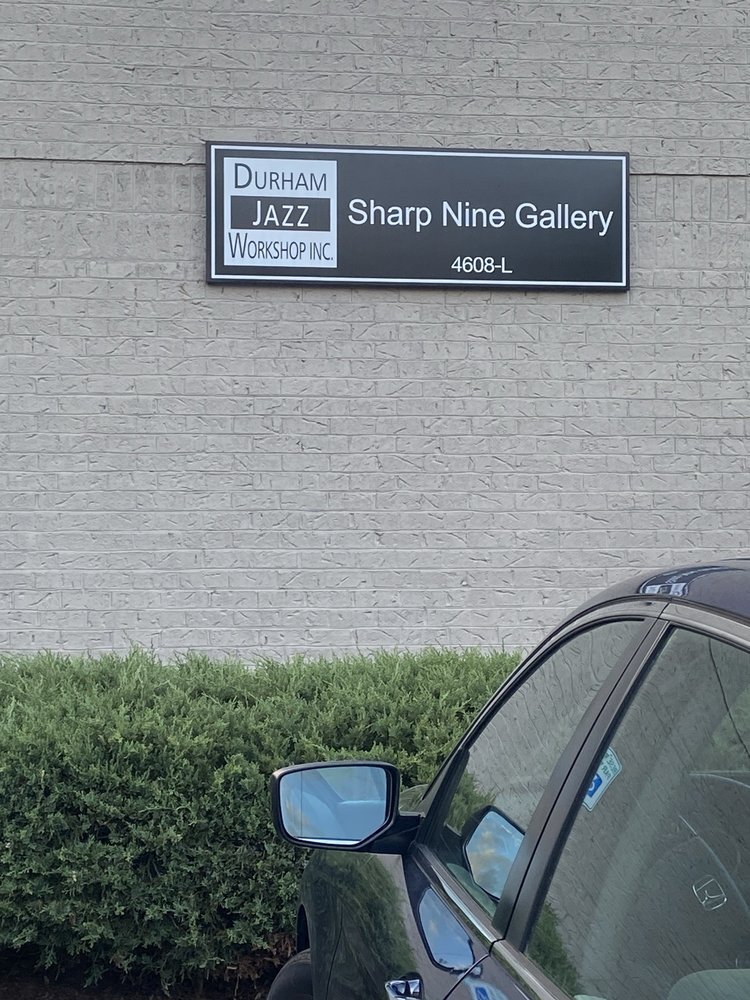 DURHAM
JAZZ
WORKSHOP INC.
Sharp Nine Gallery
4608-L